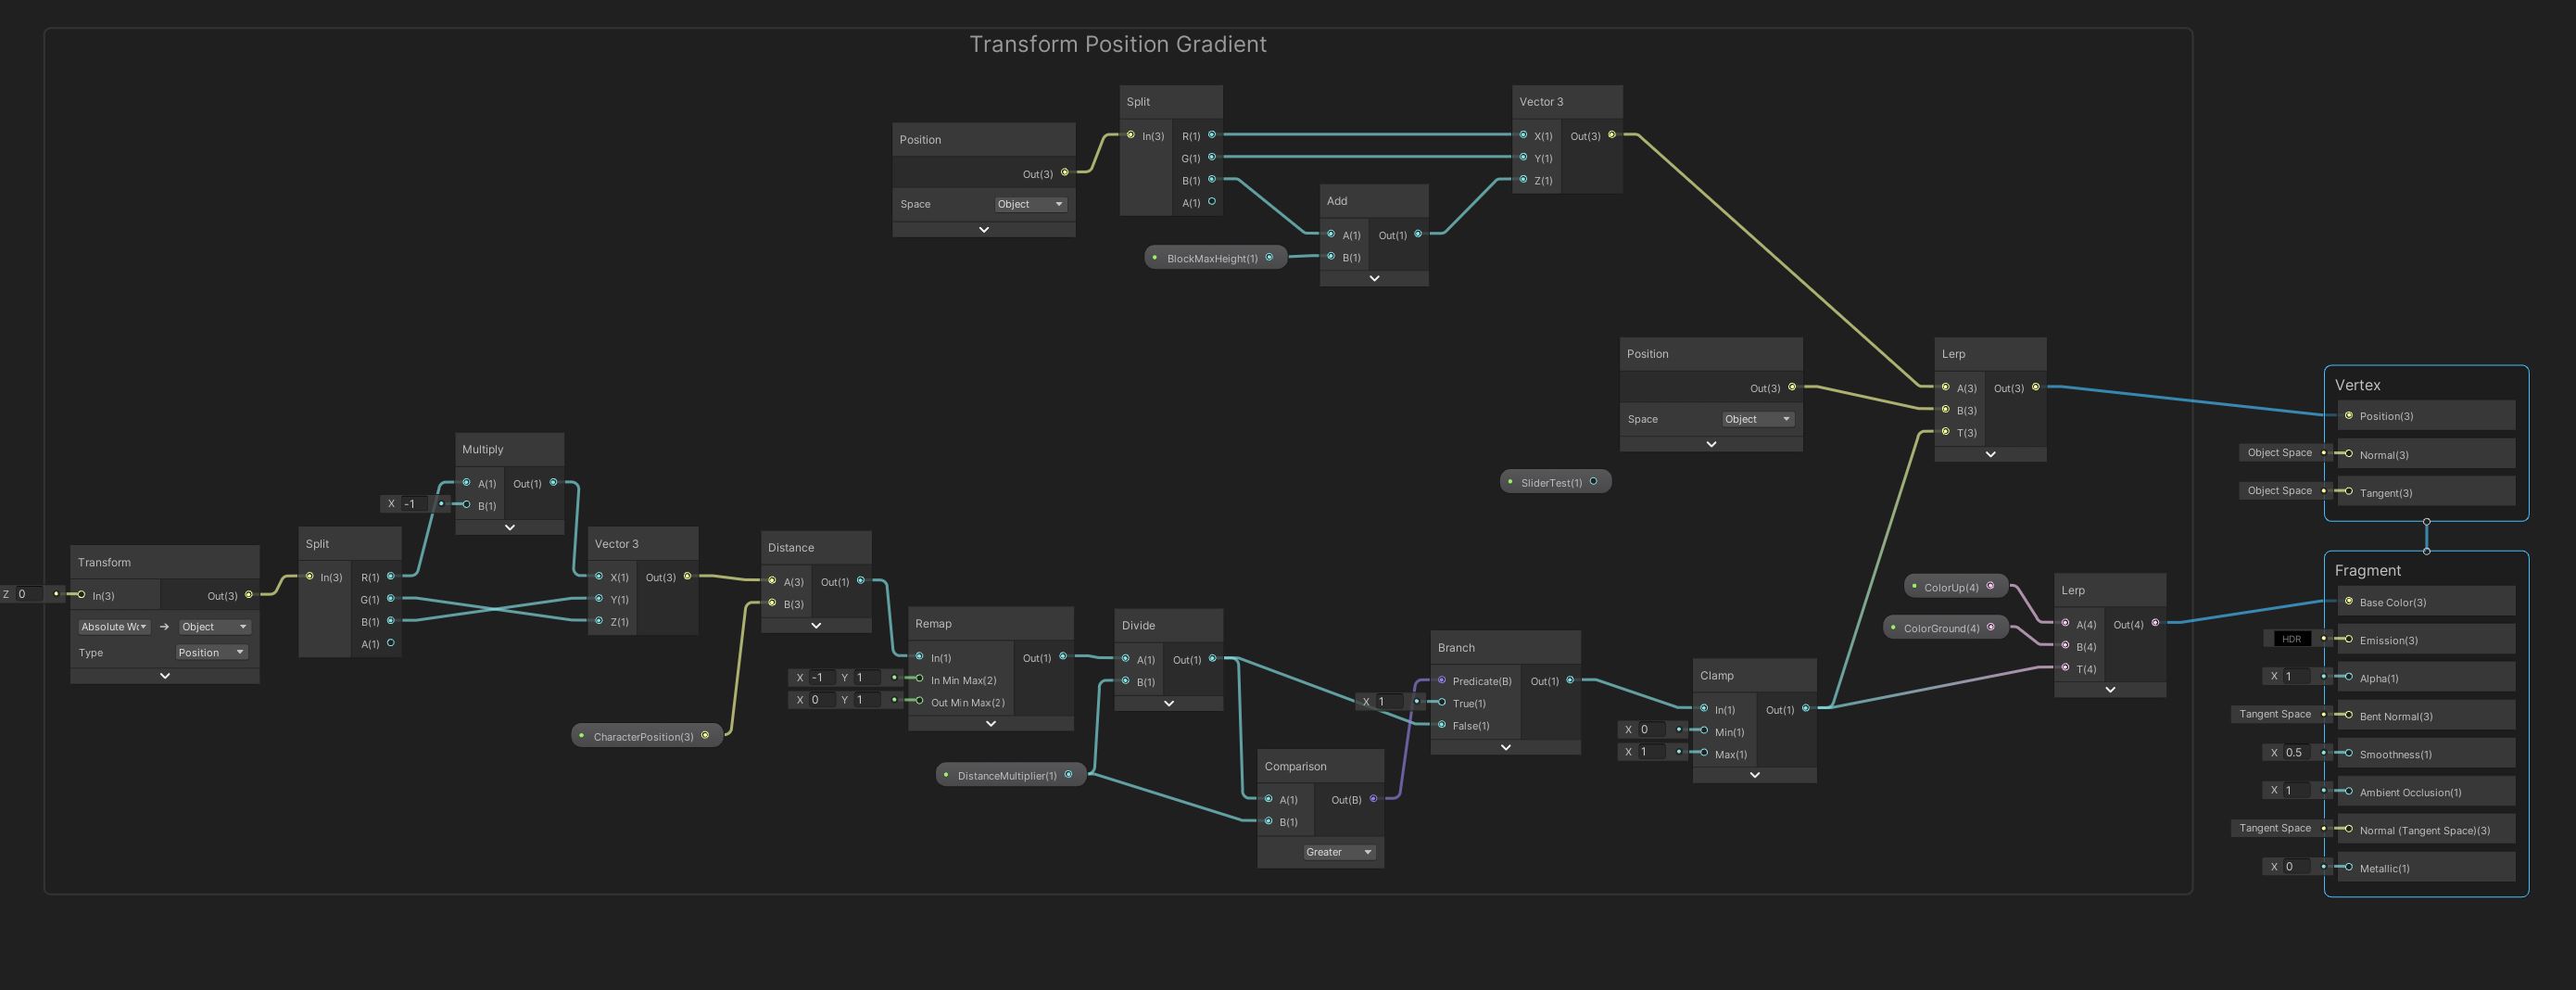 Transform Position Gradient
Position
Out(3)
Space
Object
Split
In(3)
R(1)
G(1)
B(1)
A(1)
BlockMaxHeight(1)
Add
A(1)
Out(1)
B(1)
Vector 3
X(1)
Out(3)
Y(1)
Z(1)
Position
Out(3)
Space
Object
SliderTest(1)
Lerp
A(3)
Out(3)
B(3)
T(3)
Z 0
Transform
In(3)
Out(3)
Absolute Wo
Object
Type
Position
Split
In(3)
R(1)
G(1)
B(1)
A(1)
X -1
Multiply
A(1)
Out(1)
B(1)
Vector 3
X(1)
Out(3)
Y(1)
Z(1)
Distance
A(3)
Out(1)
B(3)
CharacterPosition(3)
Remap
In(1)
Out(1)
X -1 Y 1
In Min Max(2)
X 0 Y 1
Out Min Max(2)
DistanceMultiplier(1)
Divide
A(1)
Out(1)
B(1)
Comparison
A(1)
Out(B)
B(1)
Greater
Branch
Predicate(B)
Out(1)
X 1
True(1)
False(1)
Clamp
In(1)
Out(1)
X 0
Min(1)
X 1
Max(1)
ColorUp(4)
ColorGround(4)
Lerp
A(4)
Out(4)
B(4)
T(4)
Vertex
Position(3)
Object Space
Normal(3)
Object Space
Tangent(3)
Fragment
Base Color(3)
HDR
Emission(3)
X 1
Alpha(1)
Tangent Space
Bent Normal(3)
X 0.5
Smoothness(1)
X 1
Ambient Occlusion(1)
Tangent Space
Normal (Tangent Space)(3)
X 0
Metallic(1)